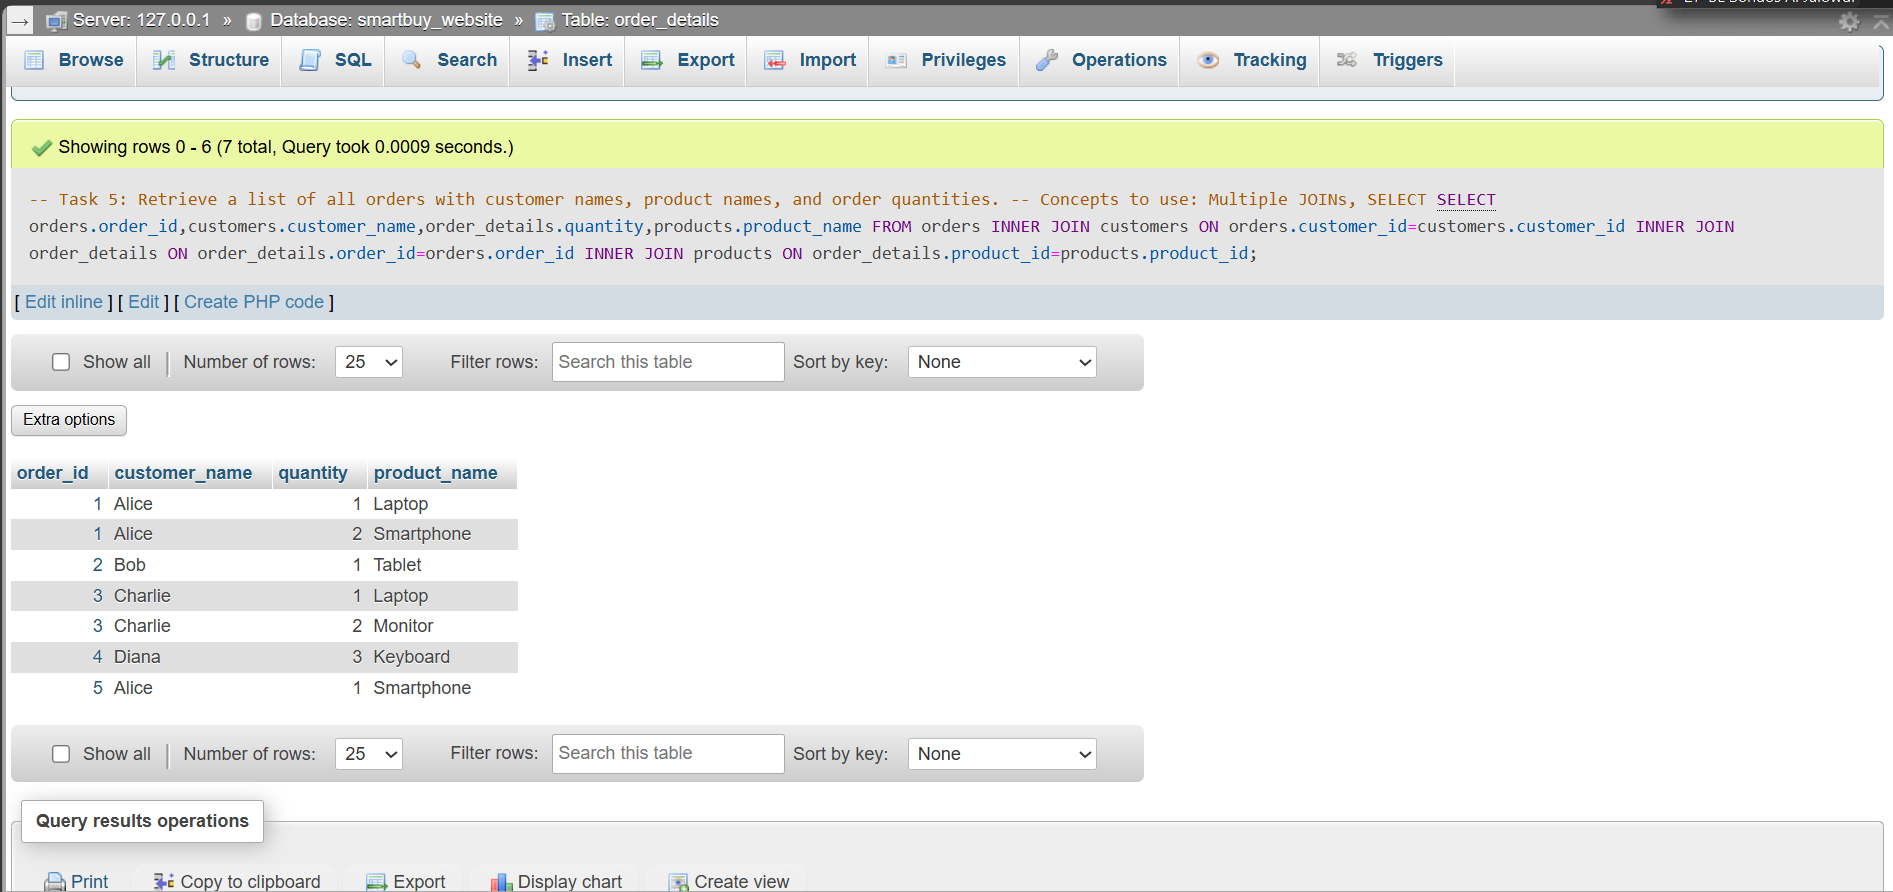 Server: 127.0.0.1 » Database: smartbuy_website » Table: order_details
Browse Structure SQL Search Insert Export Import Privileges Operations Tracking Triggers
Showing rows 0 - 6 (7 total, Query took 0.0009 seconds.)
-- Task 5: Retrieve a list of all orders with customer names, product names, and order quantities. -- Concepts to use: Multiple JOINs, SELECT SELECT
orders.order_id,customers.customer_name,order_details.quantity,products.product_name FROM orders INNER JOIN customers ON orders.customer_id=customers.customer_id INNER JOIN
order_details ON order_details.order_id=orders.order_id INNER JOIN products ON order_details.product_id=products.product_id;
[ Edit inline ] [ Edit ] [ Create PHP code ]
Show all Number of rows: 25 Filter rows: Search this table Sort by key: None
Extra options
order_id customer_name quantity product_name
1 Alice 1 Laptop
1 Alice 2 Smartphone
2 Bob 1 Tablet
3 Charlie 1 Laptop
3 Charlie 2 Monitor
4 Diana 3 Keyboard
5 Alice 1 Smartphone
Show all Number of rows: 25 Filter rows: Search this table Sort by key: None
Query results operations
Print Copy to clipboard Export Display chart Create view